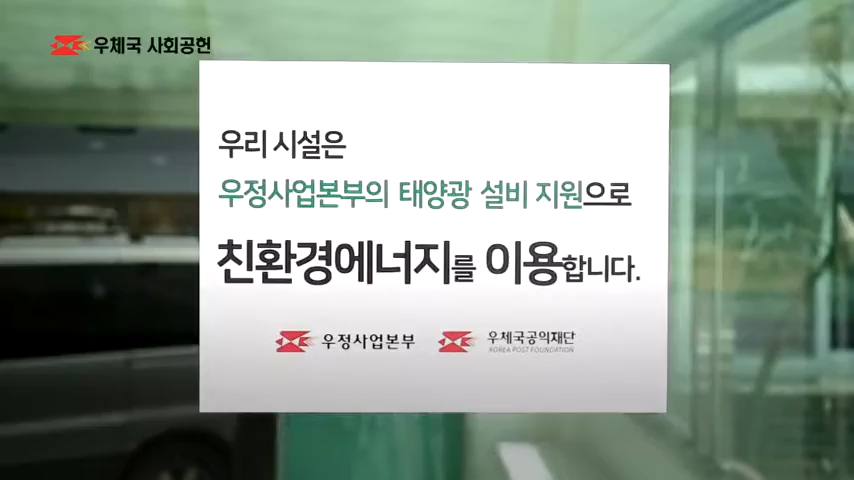 우체국 사회공헌
우리 시설은
우정사업본부의 태양광 설비 지원으로
친환경에너지를 이용합니다.
우정사업본부
우체국공익재단
KOREA POST FOUNDATION